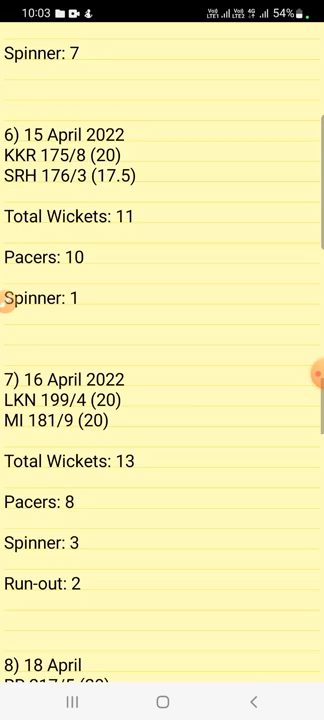 10:03 54%
Spinner: 7
6) 15 April 2022
KKR 175/8 (20)
SRH 176/3 (17.5)
Total Wickets: 11
Pacers: 10
Spinner: 1
7) 16 April 2022
LKN 199/4 (20)
MI 181/9 (20)
Total Wickets: 13
Pacers: 8
Spinner: 3
Run-out: 2
8) 18 April